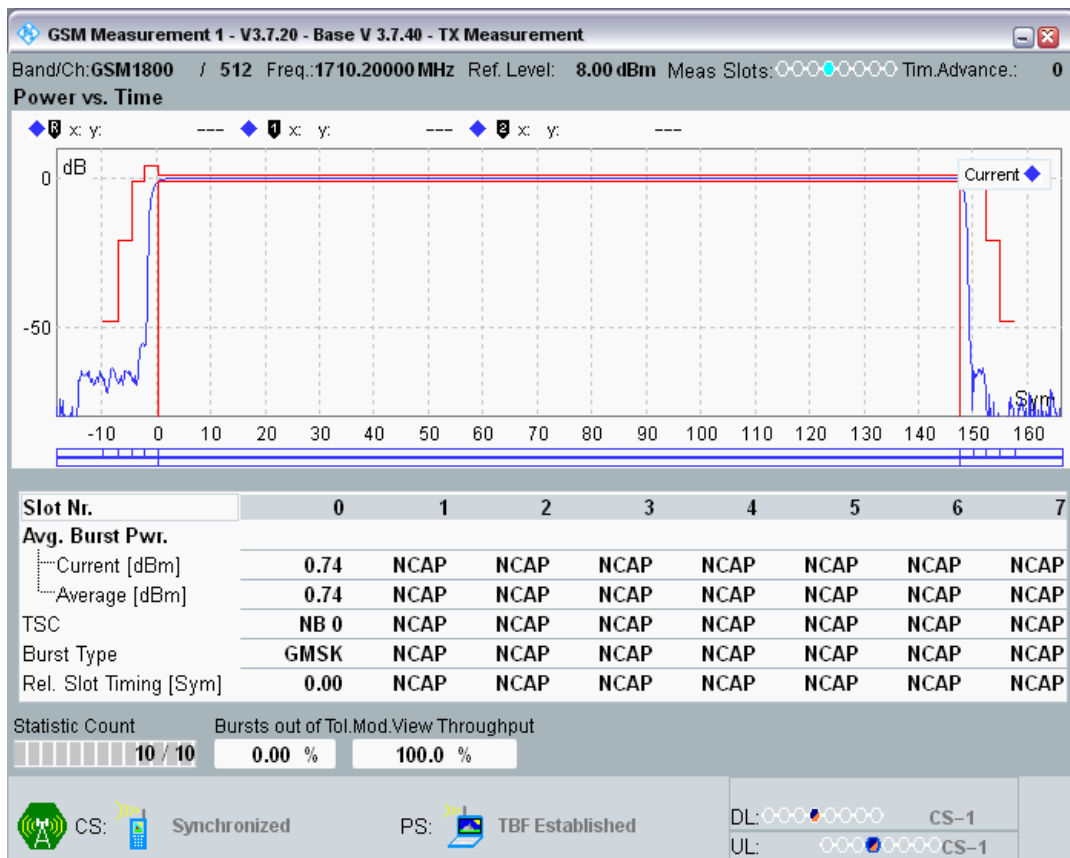 GSM Measurement 1 - V3.7.20 - Base V 3.7.40 - TX Measurement
Band/Ch:GSM1800 / 512 Freq.:1710.20000 MHz Ref. Level: 8.00 dBm Meas Slots: Tim.Advance.: 0
Power vs. Time
R x: y: --- 1 x: y: --- 2 x: y: ---
dB
Current
0
-50
Sym
-10 0 10 20 30 40 50 60 70 80 90 100 110 120 130 140 150 160
Slot Nr. 0 1 2 3 4 5 6 7
Avg. Burst Pwr.
Current [dBm] 0.74 NCAP NCAP NCAP NCAP NCAP NCAP NCAP
Average [dBm] 0.74 NCAP NCAP NCAP NCAP NCAP NCAP NCAP
TSC NB 0 NCAP NCAP NCAP NCAP NCAP NCAP NCAP
Burst Type GMSK NCAP NCAP NCAP NCAP NCAP NCAP NCAP
Rel. Slot Timing [Sym] 0.00 NCAP NCAP NCAP NCAP NCAP NCAP NCAP
Statistic Count Bursts out of Tol. Mod.View Throughput
10 / 10 0.00 % 100.0 %
CS: Synchronized PS: TBF Established
DL: CS-1
UL: CS-1